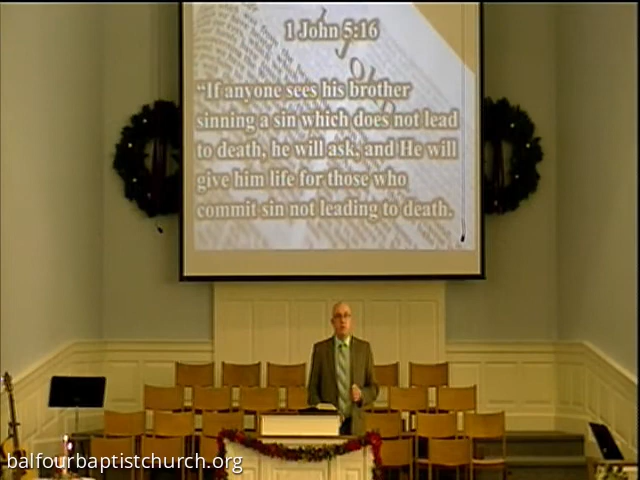 1 John 5:16
“If anyone sees his brother
sinning a sin which does not lead
to death, he will ask, and He will
give him life for those who
commit sin not leading to death.
balfourbaptistchurch.org